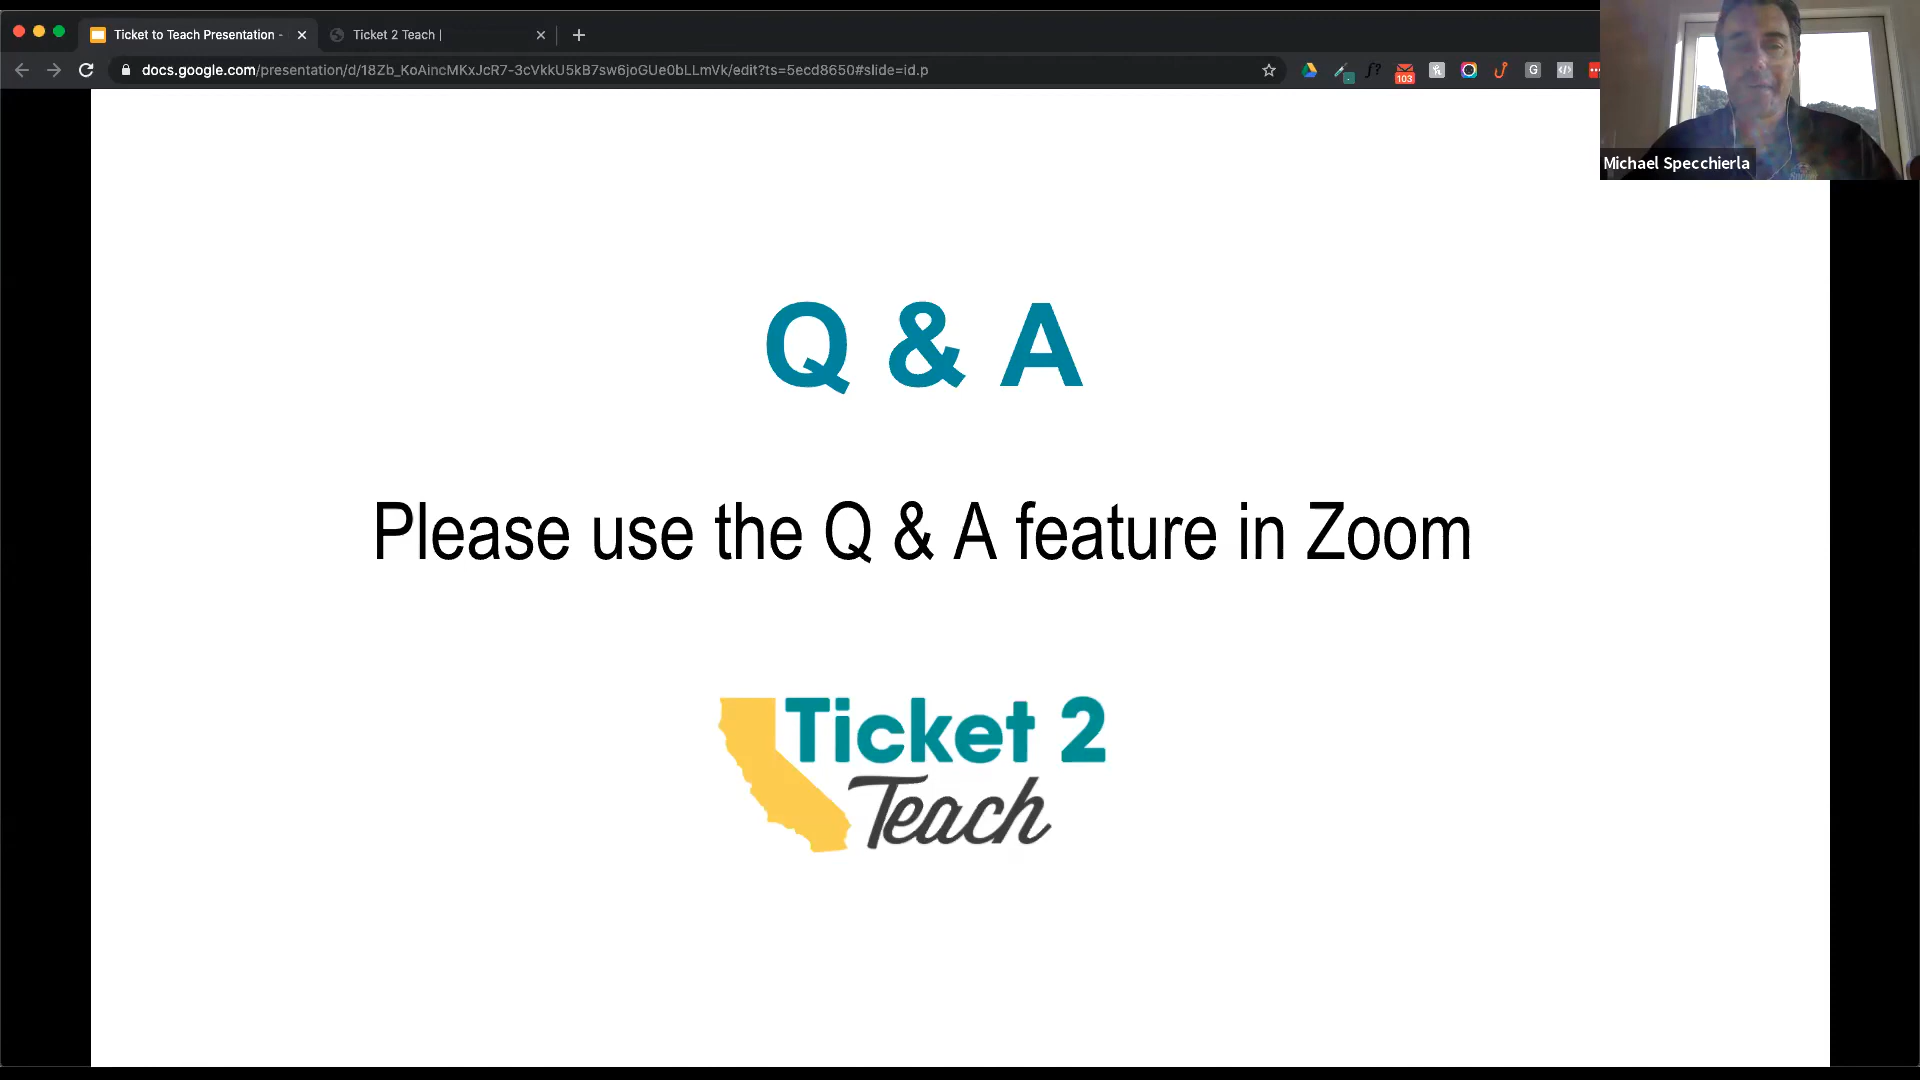 Ticket to Teach Presentation -
Ticket 2 Teach |
docs.google.com/presentation/d/18Zb_KoAincMKxJcR7-3cVkkU5kB7sw6joGUe0bLLmVk/edit?ts=5ecd8650#slide=id.p
f?
103
G
</>
Michael Specchierla
Q & A
Please use the Q & A feature in Zoom
Ticket 2
Teach